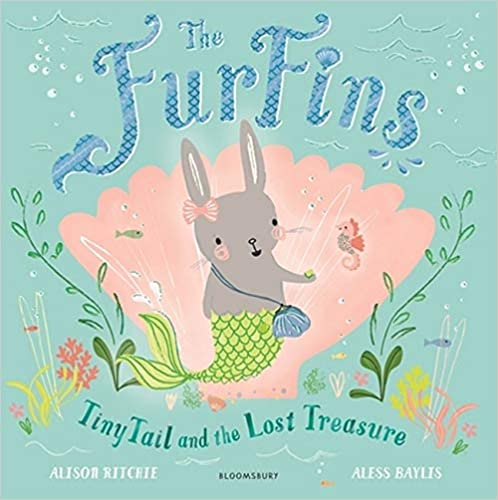 The
FurFins
TinyTail and the Lost Treasure
ALISON RITCHIE BLOOMSBURY ALESS BAYLIS